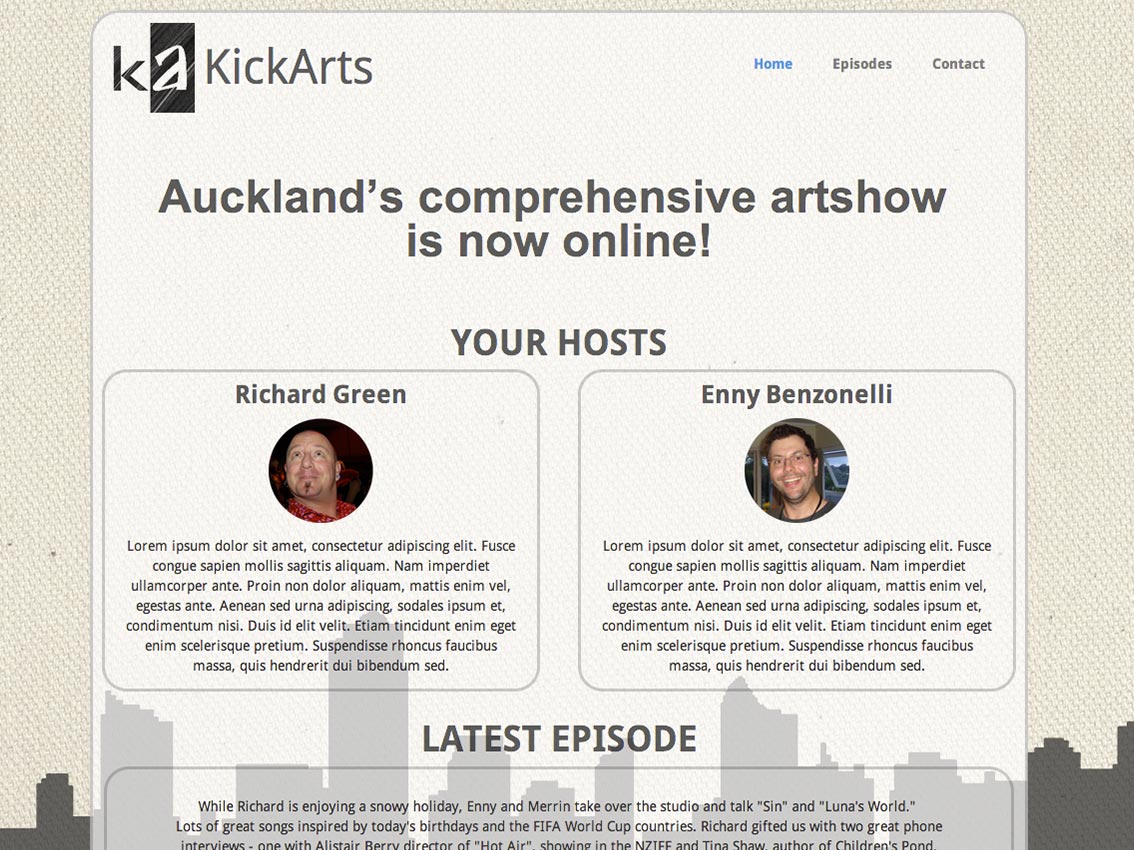 ka KickArts
Home Episodes Contact
Auckland’s comprehensive artshow
is now online!
YOUR HOSTS
Richard Green
Lorem ipsum dolor sit amet, consectetur adipiscing elit. Fusce
congue sapien mollis sagittis aliquam. Nam imperdiet
ullamcorper ante. Proin non dolor aliquam, mattis enim vel,
egestas ante. Aenean sed urna adipiscing, sodales ipsum et,
condimentum nisi. Duis id elit velit. Etiam tincidunt enim eget
enim scelerisque pretium. Suspendisse rhoncus faucibus
massa, quis hendrerit dui bibendum sed.
Enny Benzonelli
Lorem ipsum dolor sit amet, consectetur adipiscing elit. Fusce
congue sapien mollis sagittis aliquam. Nam imperdiet
ullamcorper ante. Proin non dolor aliquam, mattis enim vel,
egestas ante. Aenean sed urna adipiscing, sodales ipsum et,
condimentum nisi. Duis id elit velit. Etiam tincidunt enim eget
enim scelerisque pretium. Suspendisse rhoncus faucibus
massa, quis hendrerit dui bibendum sed.
LATEST EPISODE
While Richard is enjoying a snowy holiday, Enny and Merrin take over the studio and talk "Sin" and "Luna's World."
Lots of great songs inspired by today's birthdays and the FIFA World Cup countries. Richard gifted us with two great phone
interviews - one with Alistair Berry director of "Hot Air", showing in the NZIFF and Tina Shaw, author of Children's Pond.